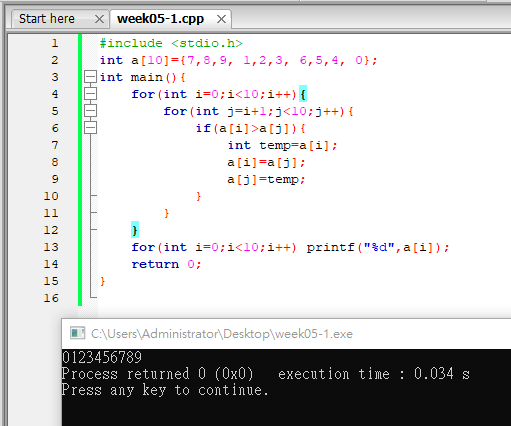 Start here × week05-1.cpp ×
1 #include <stdio.h>
2 int a[10]={7,8,9, 1,2,3, 6,5,4, 0};
3 int main(){
4 for(int i=0;i<10;i++){
5 for(int j=i+1;j<10;j++){
6 if(a[i]>a[j]){
7 int temp=a[i];
8 a[i]=a[j];
9 a[j]=temp;
10 }
11 }
12 }
13 for(int i=0;i<10;i++) printf("%d",a[i]);
14 return 0;
15 }
16
C:\Users\Administrator\Desktop\week05-1.exe
0123456789
Process returned 0 (0x0) execution time : 0.034 s
Press any key to continue.